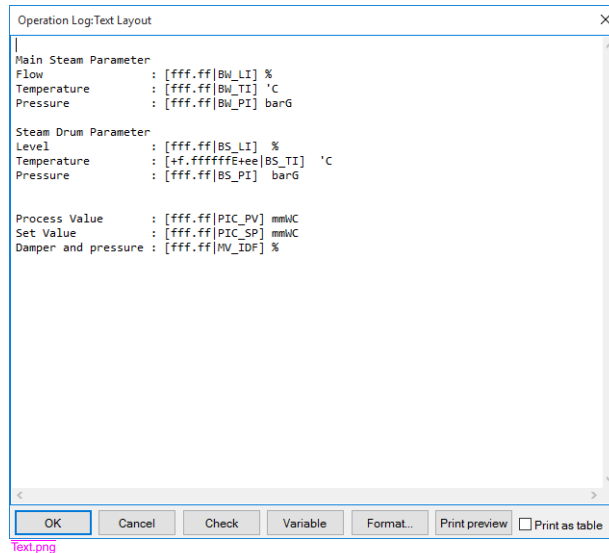 Operation Log:Text Layout
Main Steam Parameter
Flow : [fff.ff|BW_LI] %
Temperature : [fff.ff|BW_TI] 'C
Pressure : [fff.ff|BW_PI] barG
Steam Drum Parameter
Level : [fff.ff|BS_LI] %
Temperature : [+f.ffffffE+ee|BS_TI] 'C
Pressure : [fff.ff|BS_PI] barG
Process Value : [fff.ff|PIC_PV] mmWC
Set Value : [fff.ff|PIC_SP] mmWC
Damper and pressure : [fff.ff|MV_IDF] %
OK Cancel Check Variable Format... Print preview Print as table
Text.png